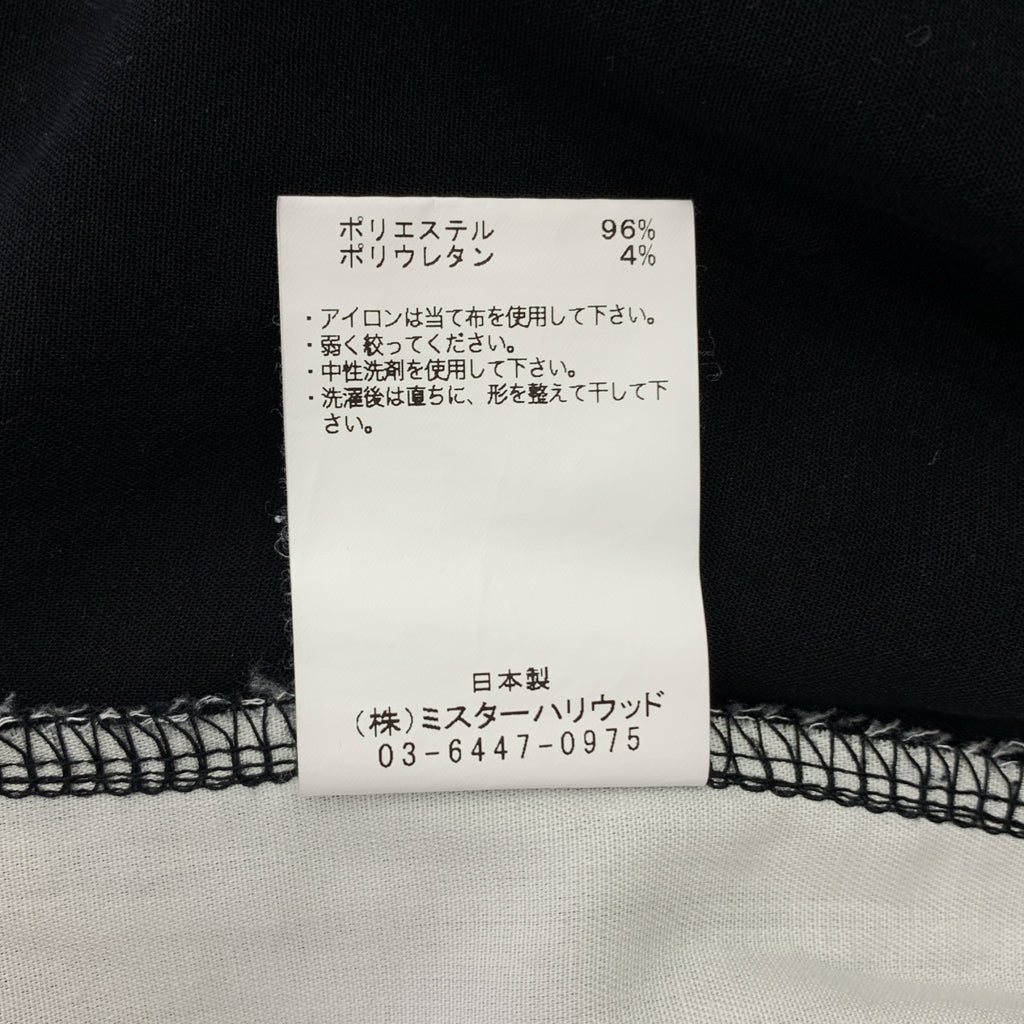 ポリエステル 96%
ポリウレタン 4%
・アイロンは当て布を使用して下さい。
・弱く絞ってください。
・中性洗剤を使用して下さい。
・洗濯後は直ちに、形を整えて干して下
さい。
日本製
(株)ミスターハリウッド
03-6447-0975